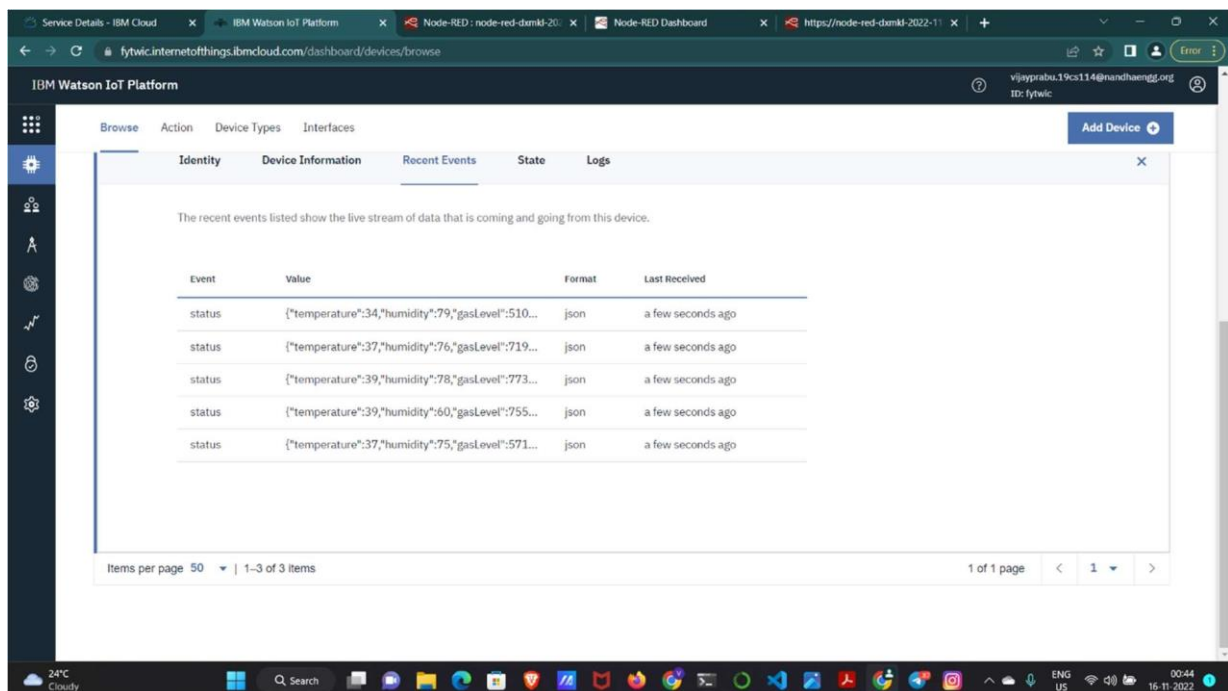 Service Details - IBM Cloud
IBM Watson IoT Platform
Node-RED : node-red-dxmkl-202
Node-RED Dashboard
https://node-red-dxmkl-2022-11
fytwic.internetofthings.ibmcloud.com/dashboard/devices/browse
Error
IBM Watson IoT Platform
vijayprabu.19cs114@nandhaengg.org
ID: fytwic
Browse Action Device Types Interfaces
Add Device
Identity Device Information Recent Events State Logs
The recent events listed show the live stream of data that is coming and going from this device.
Event Value Format Last Received
status {"temperature":34,"humidity":79,"gasLevel":510... json a few seconds ago
status {"temperature":37,"humidity":76,"gasLevel":719... json a few seconds ago
status {"temperature":39,"humidity":78,"gasLevel":773... json a few seconds ago
status {"temperature":39,"humidity":60,"gasLevel":755... json a few seconds ago
status {"temperature":37,"humidity":75,"gasLevel":571... json a few seconds ago
Items per page 50 | 1–3 of 3 items 1 of 1 page 1
24°C
Cloudy
Search
ENG
US
00:44
16-11-2022